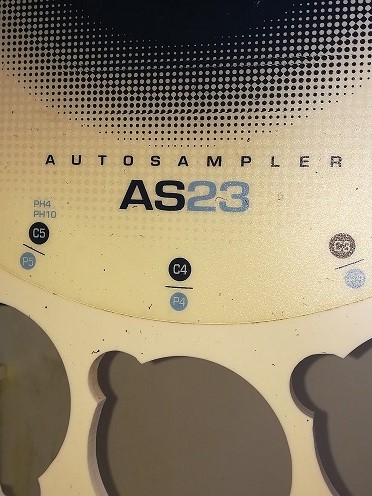 AUTOSAMPLER
AS23
PH4
PH10
C5
P5
C4
P4